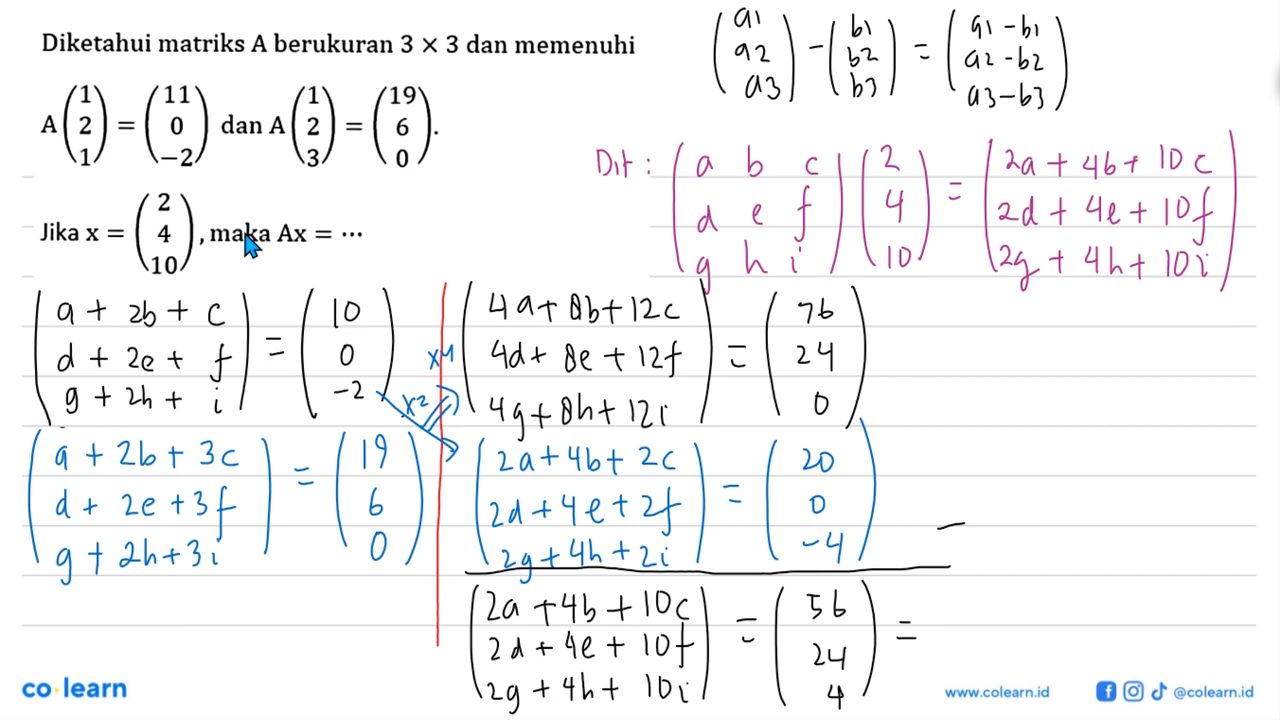 Diketahui matriks A berukuran 3 × 3 dan memenuhi
A (1 2 1) = (11 0 −2) dan A (1 2 3) = (19 6 0).
Jika x = (2 4 10), maka Ax = ⋯
(a1 a2 a3) − (b1 b2 b3) = (a1 − b1 a2 − b2 a3 − b3)
Dit : (a b c d e f g h i) (2 4 10) = (2a + 4b + 10c 2d + 4e + 10f 2g + 4h + 10i)
(a + 2b + c d + 2e + f g + 2h + i) = (10 0 −2)
(a + 2b + 3c d + 2e + 3f g + 2h + 3i) = (19 6 0)
x4
x2
(4a + 8b + 12c 4d + 8e + 12f 4g + 8h + 12i) = (76 24 0)
(2a + 4b + 2c 2d + 4e + 2f 2g + 4h + 2i) = (20 0 −4) −
(2a + 4b + 10c 2d + 4e + 10f 2g + 4h + 10i) = (56 24 4) =
co·learn
www.colearn.id
@colearn.id